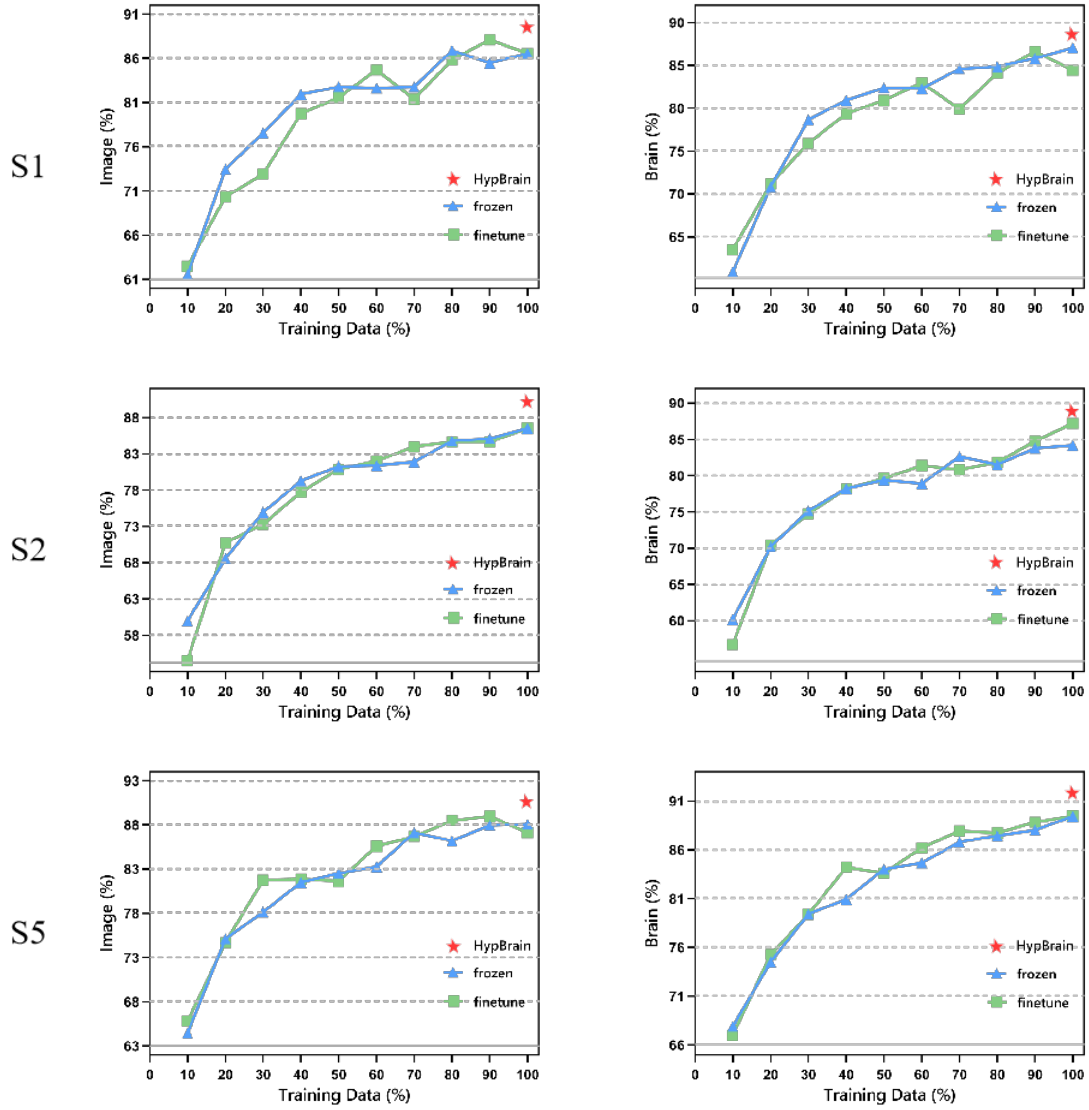 S1
Image (%)
91
86
81
76
71
66
61
HypBrain
frozen
finetune
0 10 20 30 40 50 60 70 80 90 100
Training Data (%)
Brain (%)
90
85
80
75
70
65
HypBrain
frozen
finetune
0 10 20 30 40 50 60 70 80 90 100
Training Data (%)
S2
Image (%)
88
83
78
73
68
63
58
HypBrain
frozen
finetune
0 10 20 30 40 50 60 70 80 90 100
Training Data (%)
Brain (%)
90
85
80
75
70
65
60
HypBrain
frozen
finetune
0 10 20 30 40 50 60 70 80 90 100
Training Data (%)
S5
Image (%)
93
88
83
78
73
68
63
HypBrain
frozen
finetune
0 10 20 30 40 50 60 70 80 90 100
Training Data (%)
Brain (%)
91
86
81
76
71
66
HypBrain
frozen
finetune
0 10 20 30 40 50 60 70 80 90 100
Training Data (%)